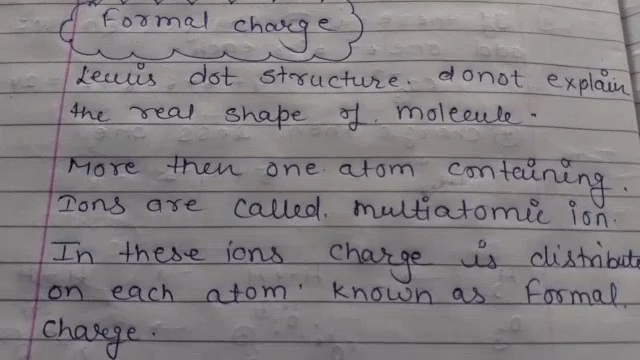 Formal charge
Lewis dot structure. donot explain
the real shape of molecule.
More then one atom containing.
Ions are called. multiatomic ion.
In these ions charge is distribute
on each atom. known as Formal.
charge.